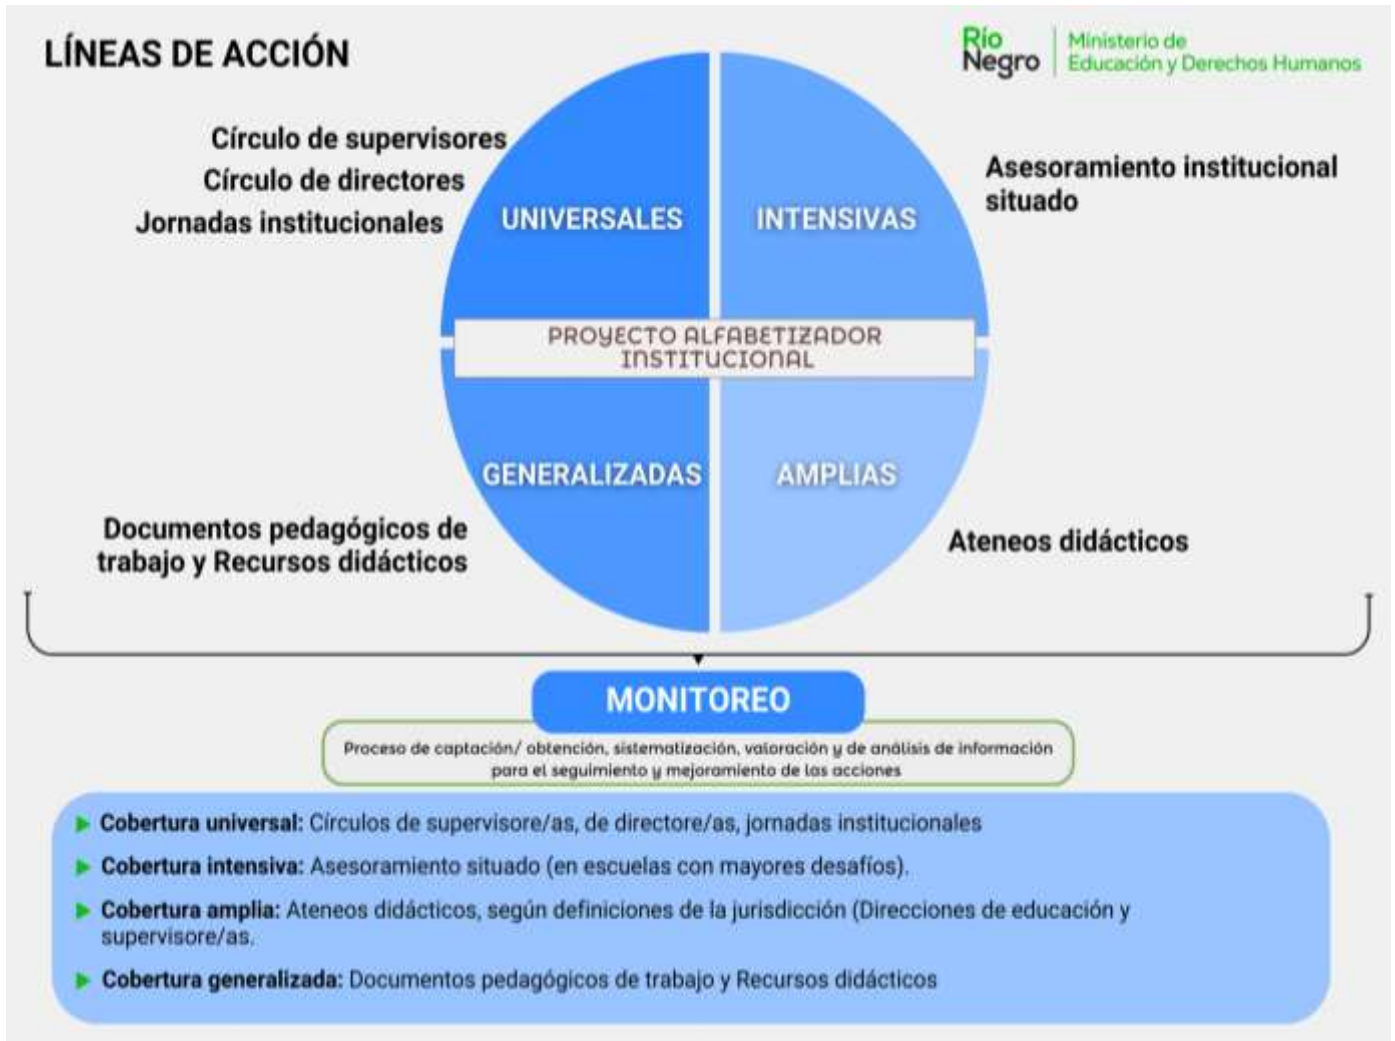 LÍNEAS DE ACCIÓN
Río
Negro
Ministerio de
Educación y Derechos Humanos
Círculo de supervisores
Círculo de directores
Jornadas institucionales
UNIVERSALES
INTENSIVAS
Asesoramiento institucional
situado
PROYECTO ALFABETIZADOR
INSTITUCIONAL
GENERALIZADAS
AMPLIAS
Documentos pedagógicos de
trabajo y Recursos didácticos
Ateneos didácticos
MONITOREO
Proceso de captación/ obtención, sistematización, valoración y de análisis de información
para el seguimiento y mejoramiento de las acciones
Cobertura universal: Círculos de supervisore/as, de directore/as, jornadas institucionales
Cobertura intensiva: Asesoramiento situado (en escuelas con mayores desafíos).
Cobertura amplia: Ateneos didácticos, según definiciones de la jurisdicción (Direcciones de educación y
supervisore/as.
Cobertura generalizada: Documentos pedagógicos de trabajo y Recursos didácticos